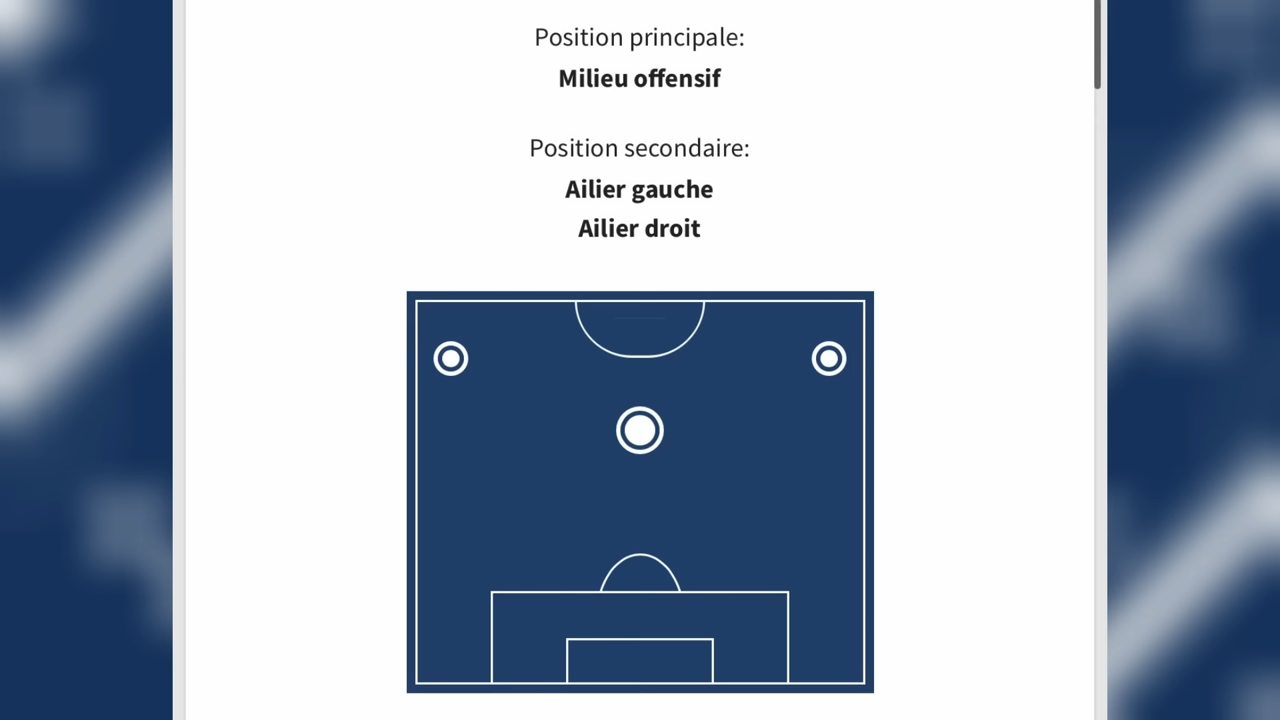 Position principale:
Milieu offensif
Position secondaire:
Ailier gauche
Ailier droit